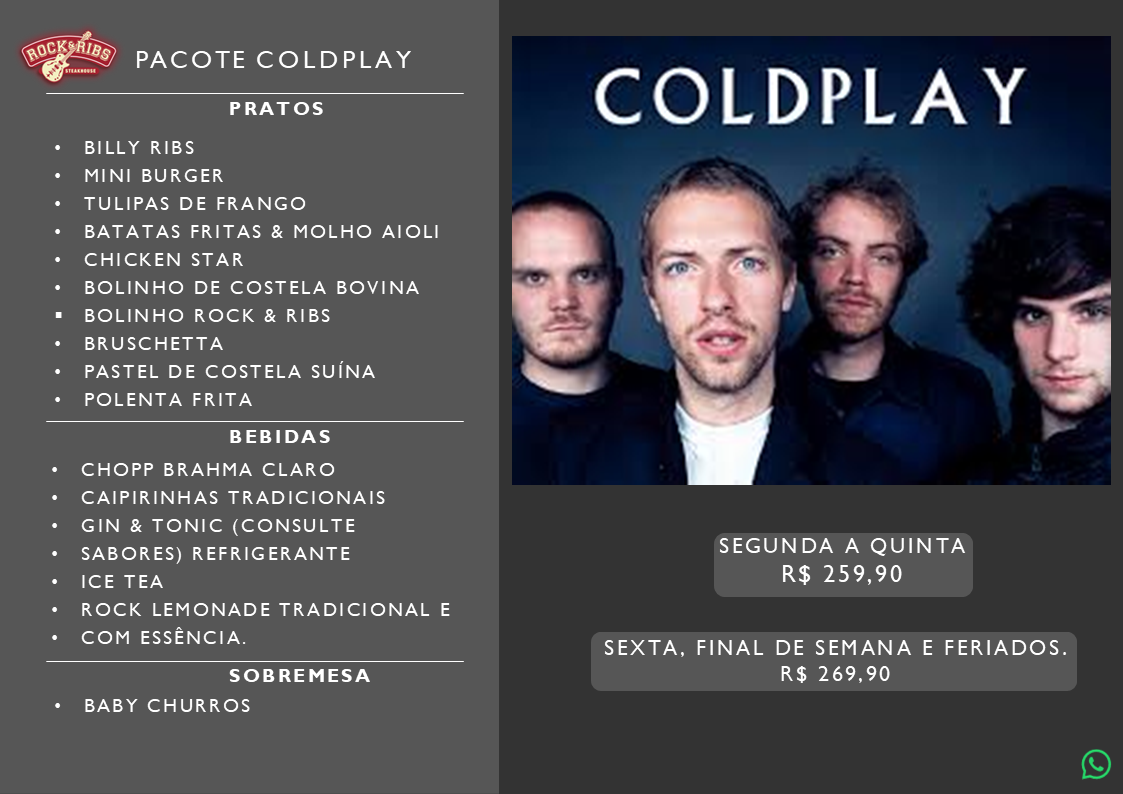 ROCK&RIBS
STEAKHOUSE
PACOTE COLDPLAY
PRATOS
• BILLY RIBS
• MINI BURGER
• TULIPAS DE FRANGO
• BATATAS FRITAS & MOLHO AIOLI
• CHICKEN STAR
• BOLINHO DE COSTELA BOVINA
▪ BOLINHO ROCK & RIBS
• BRUSCHETTA
• PASTEL DE COSTELA SUÍNA
• POLENTA FRITA
BEBIDAS
• CHOPP BRAHMA CLARO
• CAIPIRINHAS TRADICIONAIS
• GIN & TONIC (CONSULTE
• SABORES) REFRIGERANTE
• ICE TEA
• ROCK LEMONADE TRADICIONAL E
• COM ESSÊNCIA.
SOBREMESA
• BABY CHURROS
COLDPLAY
SEGUNDA A QUINTA
R$ 259,90
SEXTA, FINAL DE SEMANA E FERIADOS.
R$ 269,90